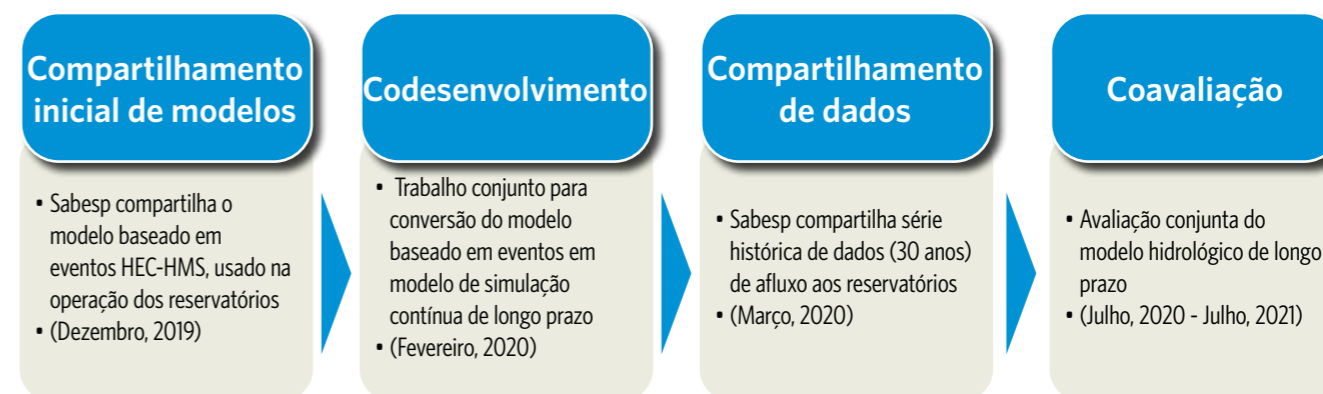 Compartilhamento
inicial de modelos
• Sabesp compartilha o
modelo baseado em
eventos HEC-HMS, usado na
operação dos reservatórios
• (Dezembro, 2019)
Codesenvolvimento
• Trabalho conjunto para
conversão do modelo
baseado em eventos em
modelo de simulação
contínua de longo prazo
• (Fevereiro, 2020)
Compartilhamento
de dados
• Sabesp compartilha série
histórica de dados (30 anos)
de afluxo aos reservatórios
• (Março, 2020)
Coavaliação
• Avaliação conjunta do
modelo hidrológico de longo
prazo
• (Julho, 2020 - Julho, 2021)